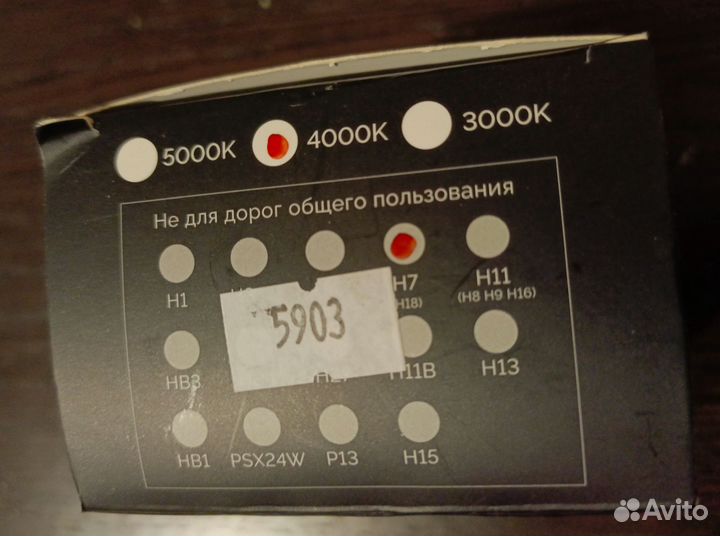 5000K 4000K 3000K
Не для дорог общего пользования
H1 H7 H11
(H18) (H8 H9 H16)
5903
HB3 H27 H11B H13
HB1 PSX24W P13 H15
Avito